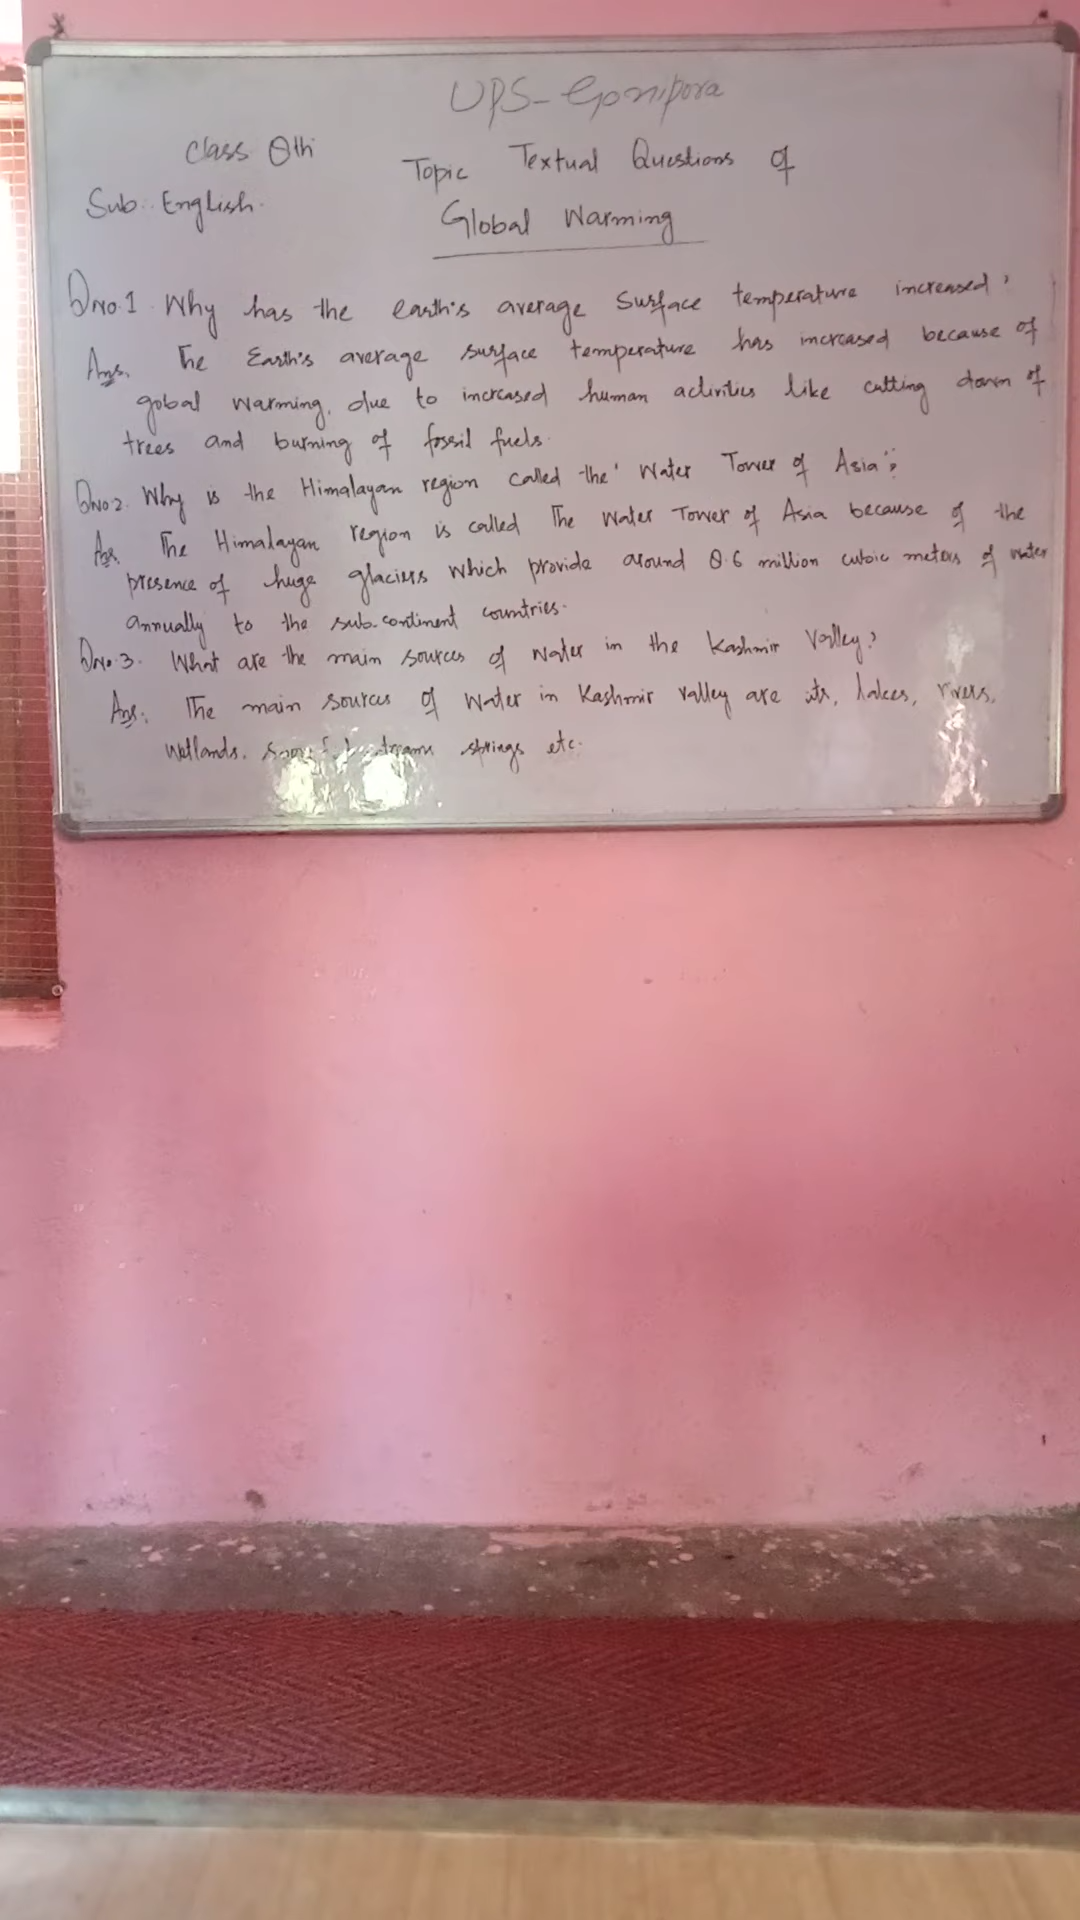 UPS- Gonipora
Class 8th
Topic Textual Questions of
Sub: English.
Global Warming
QNo.1. Why has the earth's average surface temperature increased?
Ans. The Earth's average surface temperature has increased because of
gobal warming, due to increased human activities like cutting down of
trees and burning of fossil fuels.
QNo.2. Why is the Himalayan region called the 'Water Tower of Asia'?
Ans. The Himalayan region is called The Water Tower of Asia because of the
presence of huge glaciers which provide around 8.6 million cubic meters of water
annually to the sub-continent countries.
QNo.3. What are the main sources of water in the Kashmir Valley?
Ans. The main sources of Water in Kashmir valley are its, lakes, rivers,
Wetlands, springs etc.